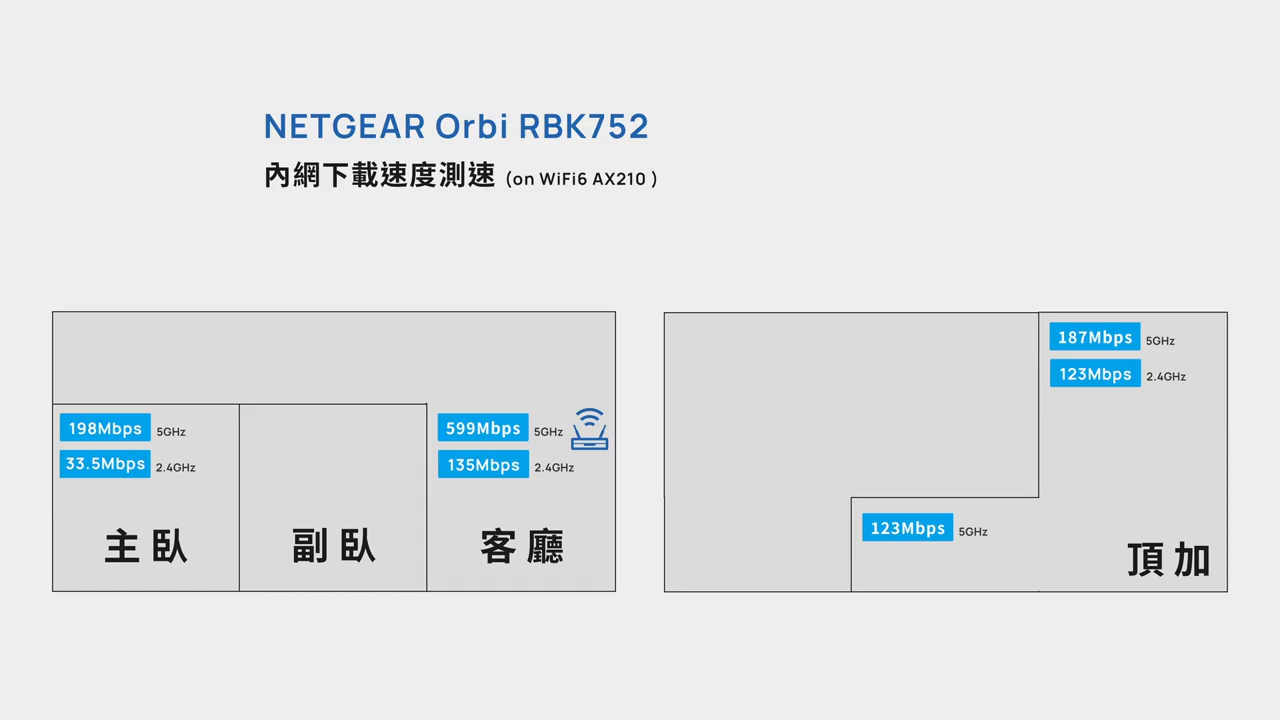 NETGEAR Orbi RBK752
內網下載速度測速 (on WiFi6 AX210 )
198Mbps 5GHz
33.5Mbps 2.4GHz
主臥
副臥
599Mbps 5GHz
135Mbps 2.4GHz
客廳
187Mbps 5GHz
123Mbps 2.4GHz
123Mbps 5GHz
頂加